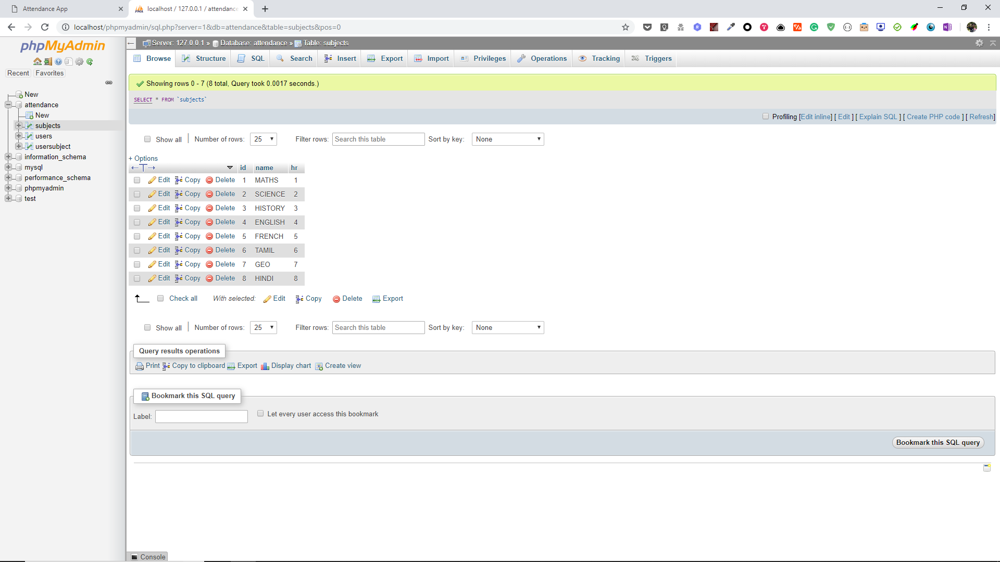 Attendance App
localhost / 127.0.0.1 / attendance
localhost/phpmyadmin/sql.php?server=1&db=attendance&table=subjects&pos=0
phpMyAdmin
Recent Favorites
New
attendance
New
subjects
users
usersubject
information_schema
mysql
performance_schema
phpmyadmin
test
Server: 127.0.0.1 » Database: attendance » Table: subjects
Browse Structure SQL Search Insert Export Import Privileges Operations Tracking Triggers
Showing rows 0 - 7 (8 total, Query took 0.0017 seconds.)
SELECT * FROM `subjects`
Profiling [Edit inline] [ Edit ] [ Explain SQL ] [ Create PHP code ] [ Refresh]
Show all Number of rows: 25 Filter rows: Search this table Sort by key: None
+ Options
id name hr
Edit Copy Delete 1 MATHS 1
Edit Copy Delete 2 SCIENCE 2
Edit Copy Delete 3 HISTORY 3
Edit Copy Delete 4 ENGLISH 4
Edit Copy Delete 5 FRENCH 5
Edit Copy Delete 6 TAMIL 6
Edit Copy Delete 7 GEO 7
Edit Copy Delete 8 HINDI 8
Check all With selected: Edit Copy Delete Export
Show all Number of rows: 25 Filter rows: Search this table Sort by key: None
Query results operations
Print Copy to clipboard Export Display chart Create view
Bookmark this SQL query
Label: Let every user access this bookmark
Bookmark this SQL query
Console